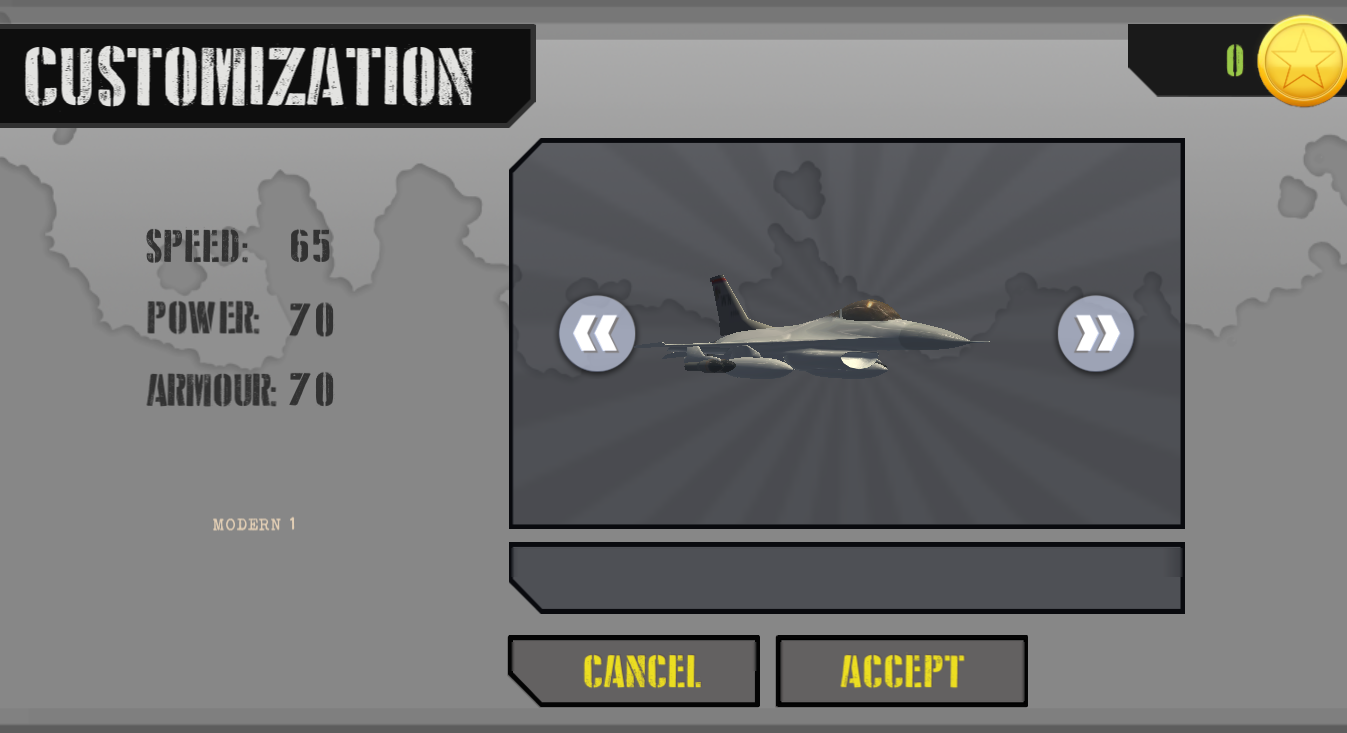 CUSTOMIZATION
0
SPEED: 65
POWER: 70
ARMOUR: 70
MODERN 1
CANCEL
ACCEPT